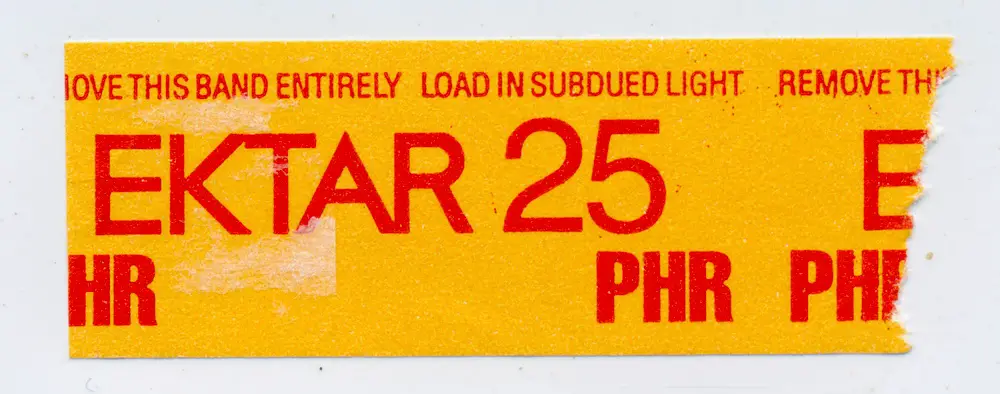 IOVE THIS BAND ENTIRELY LOAD IN SUBDUED LIGHT REMOVE TH
EKTAR 25 E
HR PHR PHR